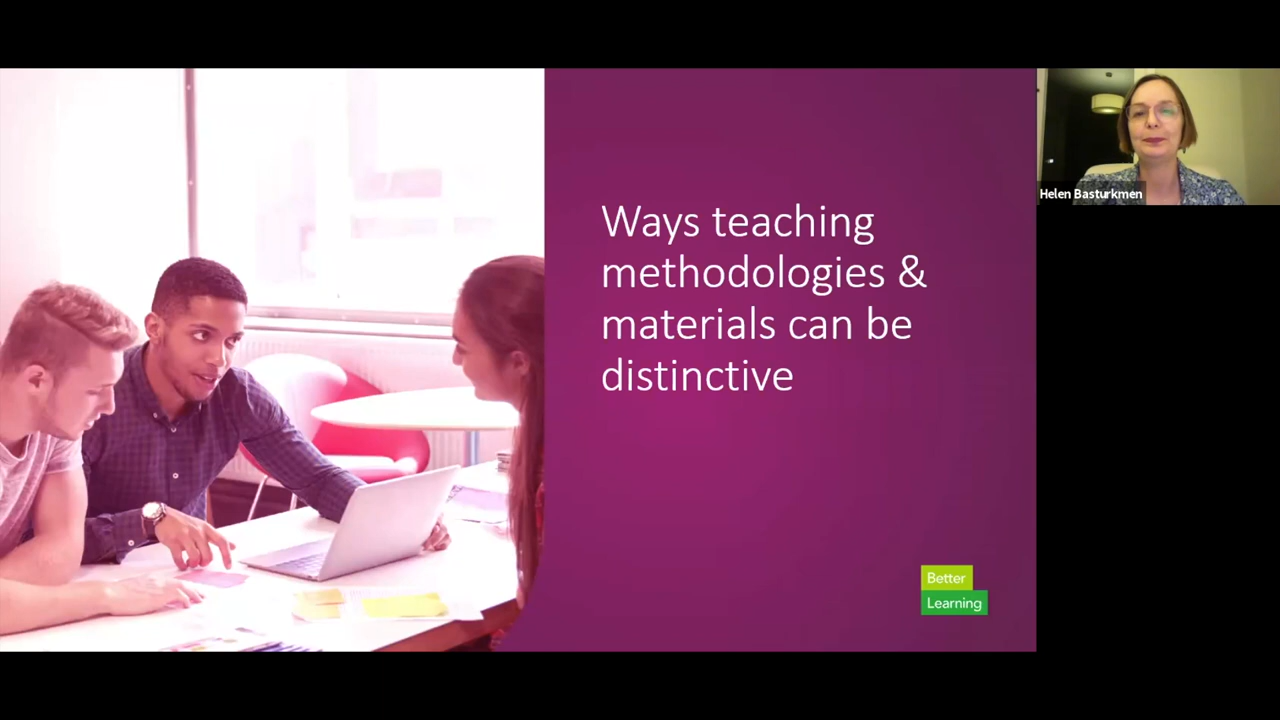 Ways teaching
methodologies &
materials can be
distinctive
Better
Learning
Helen Basturkmen